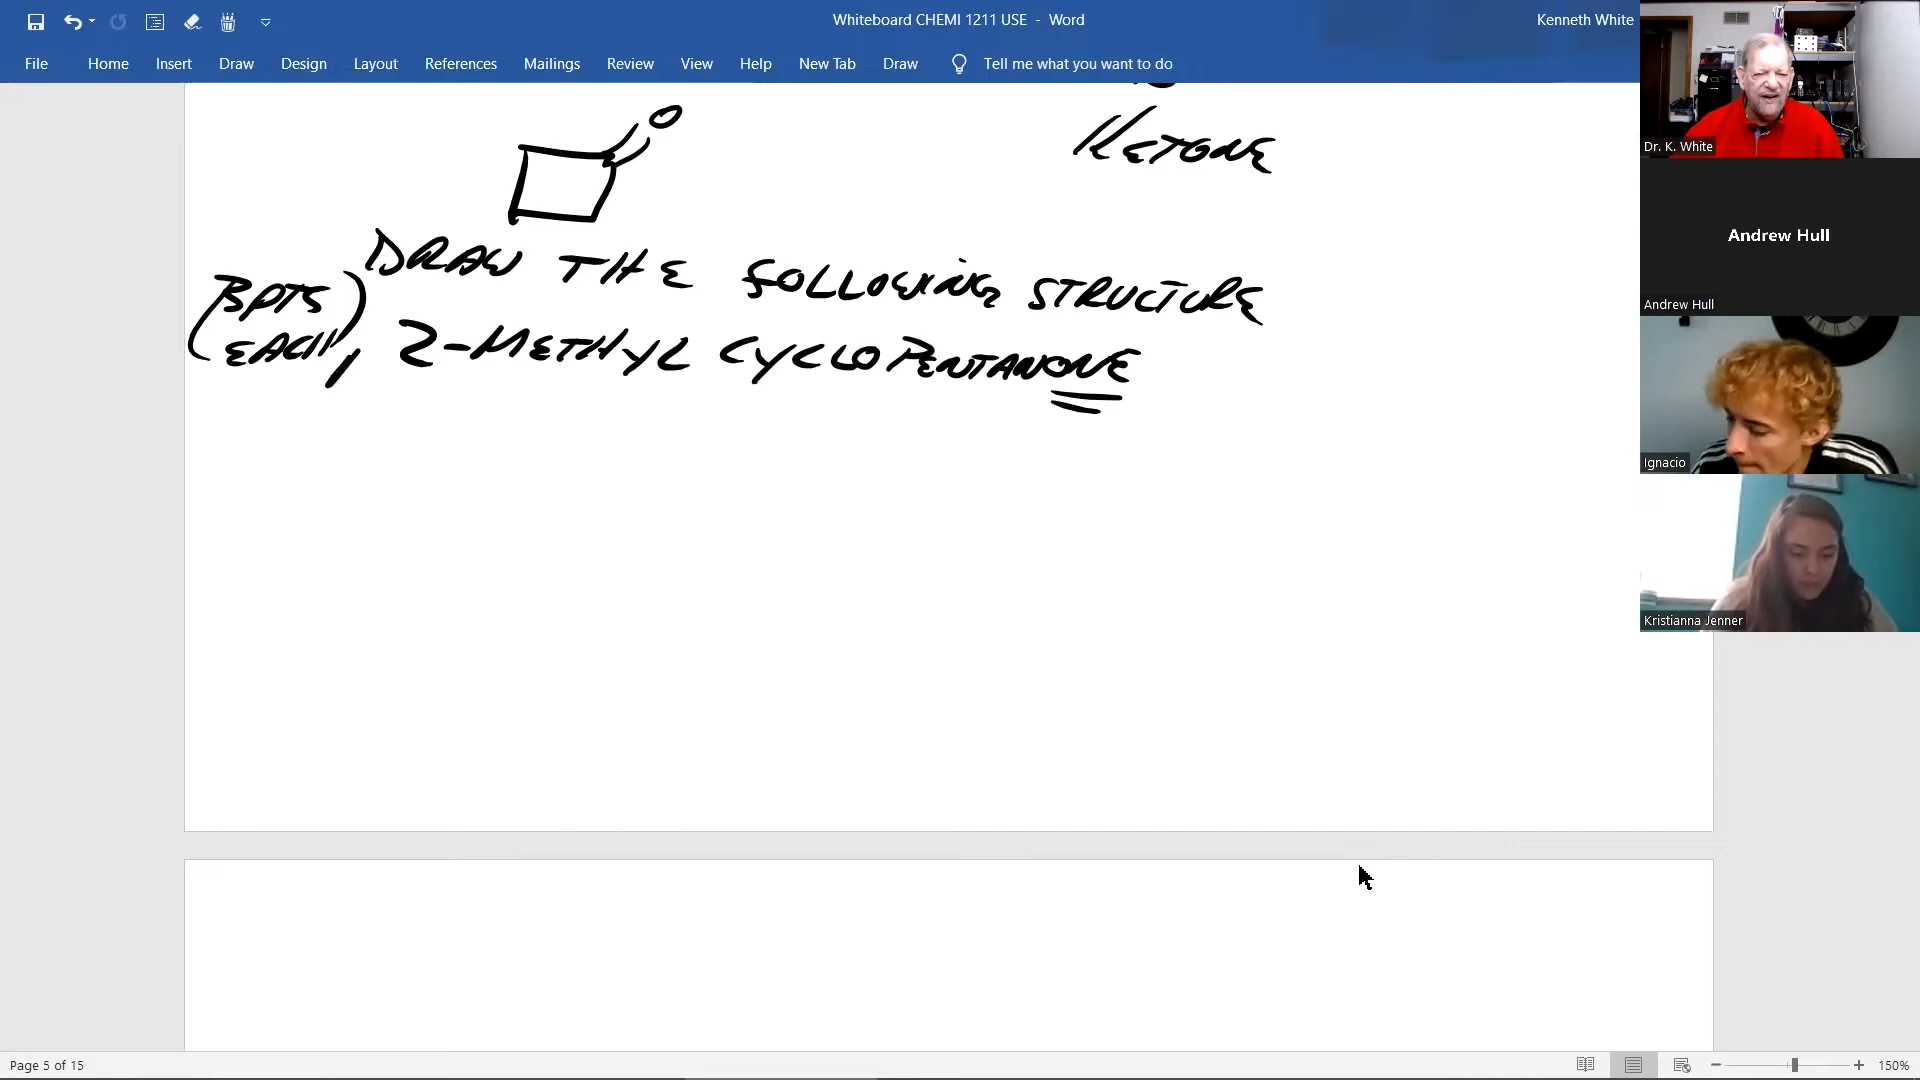 Whiteboard CHEMI 1211 USE - Word
Kenneth White
File Home Insert Draw Design Layout References Mailings Review View Help New Tab Draw Tell me what you want to do
O
KETONE
DRAW THE FOLLOWING STRUCTURE
(3PTS EACH)
2-METHYL CYCLOPENTANONE
Dr. K. White
Andrew Hull
Andrew Hull
Ignacio
Kristianna Jenner
Page 5 of 15
150%